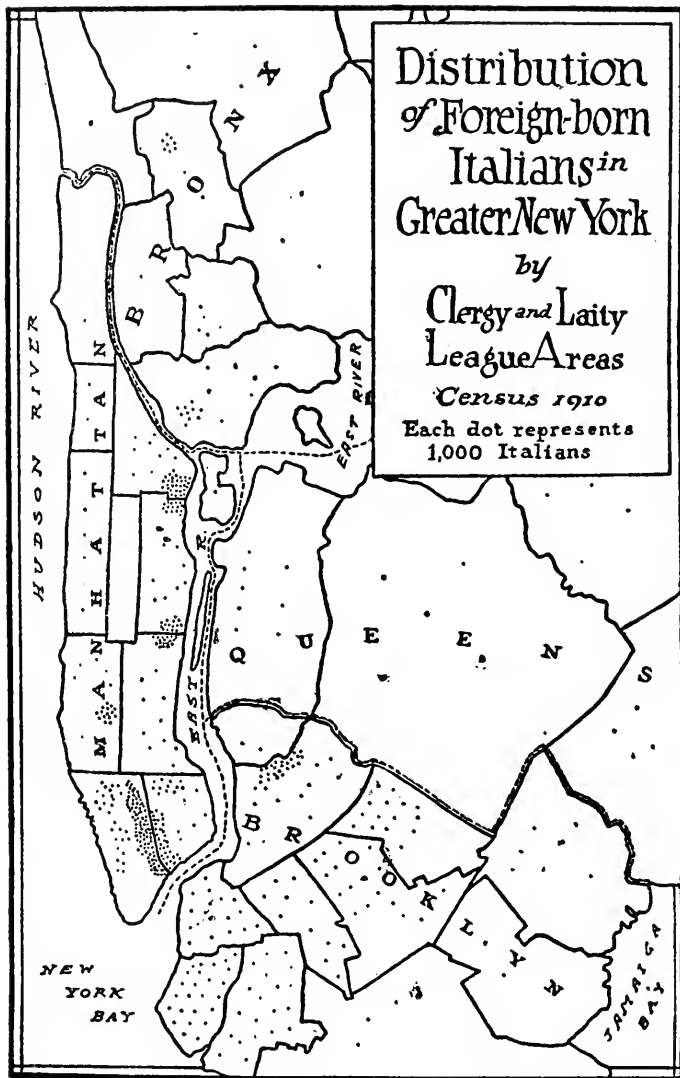 Distribution
of Foreign-born
Italians in
Greater New York
by
Clergy and Laity
League Areas
Census 1910
Each dot represents
1,000 Italians
BRONX
HUDSON RIVER
MANHATTAN
EAST RIVER
EAST R.
QUEENS
BROOKLYN
NEW
YORK
BAY
JAMAICA
BAY